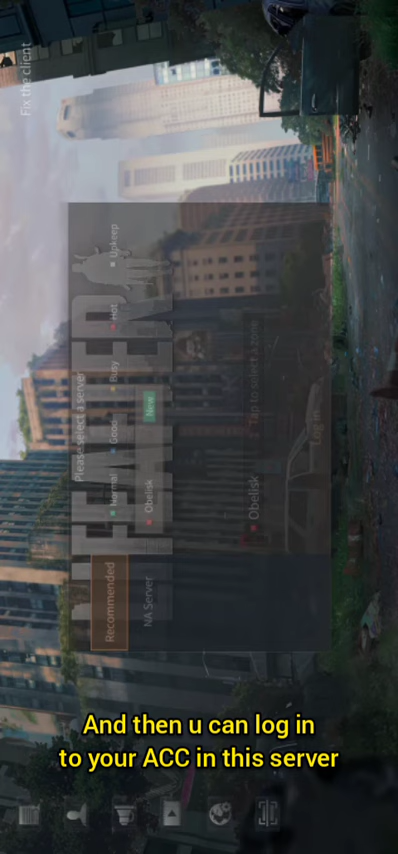 Fix the client
Please select a server
Normal
Good
Busy
Hot
Upkeep
Recommended
Obelisk
New
NA Server
Obelisk
Tap to select a zone
Log in
And then u can log in
to your ACC in this server